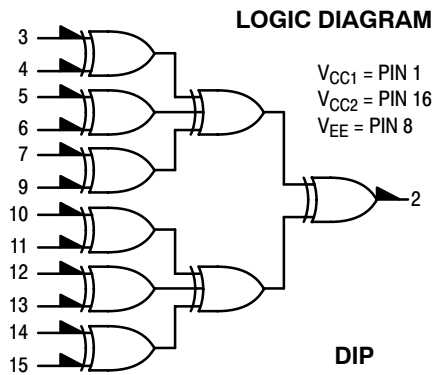 LOGIC DIAGRAM
3
4
5
6
7
9
10
11
12
13
14
15
2
VCC1 = PIN 1
VCC2 = PIN 16
VEE = PIN 8
DIP